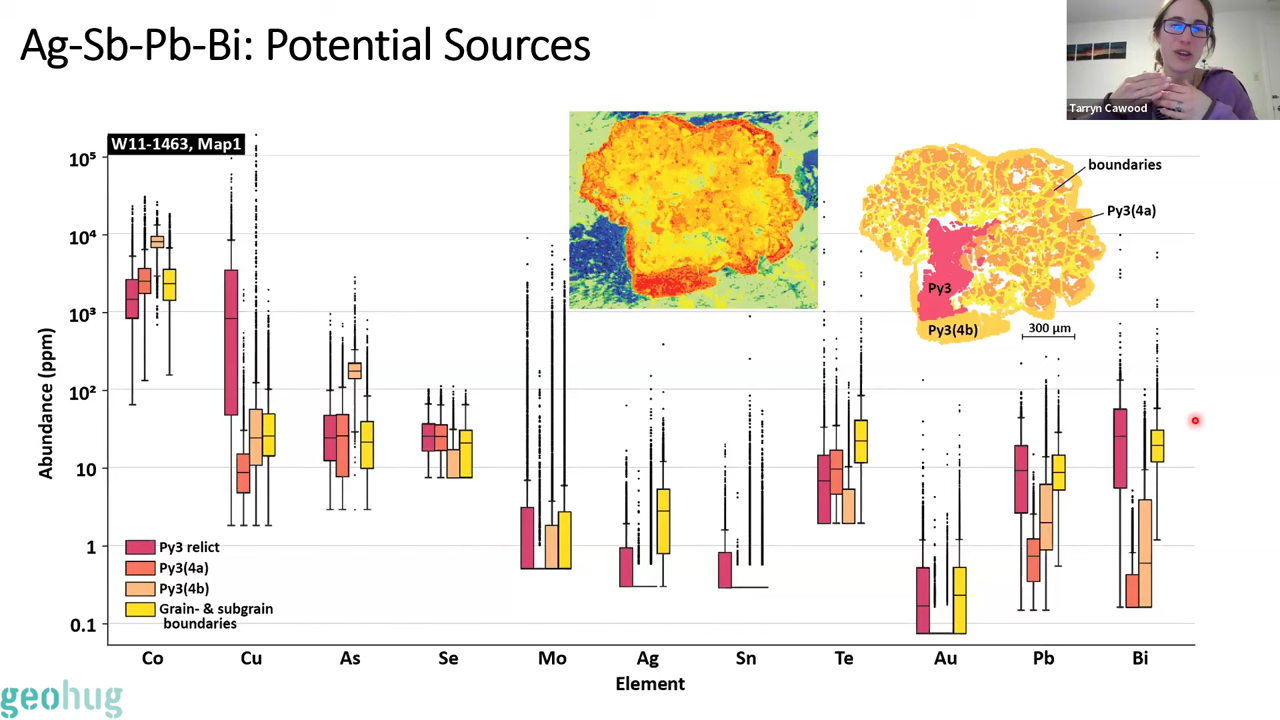 Ag-Sb-Pb-Bi: Potential Sources
Tarryn Cawood
W11-1463, Map1
boundaries
Py3(4a)
Py3
Py3(4b)
300 µm
Abundance (ppm)
10⁵
10⁴
10³
10²
10
1
0.1
Py3 relict
Py3(4a)
Py3(4b)
Grain- & subgrain
boundaries
Co Cu As Se Mo Ag Sn Te Au Pb Bi
Element
geohug